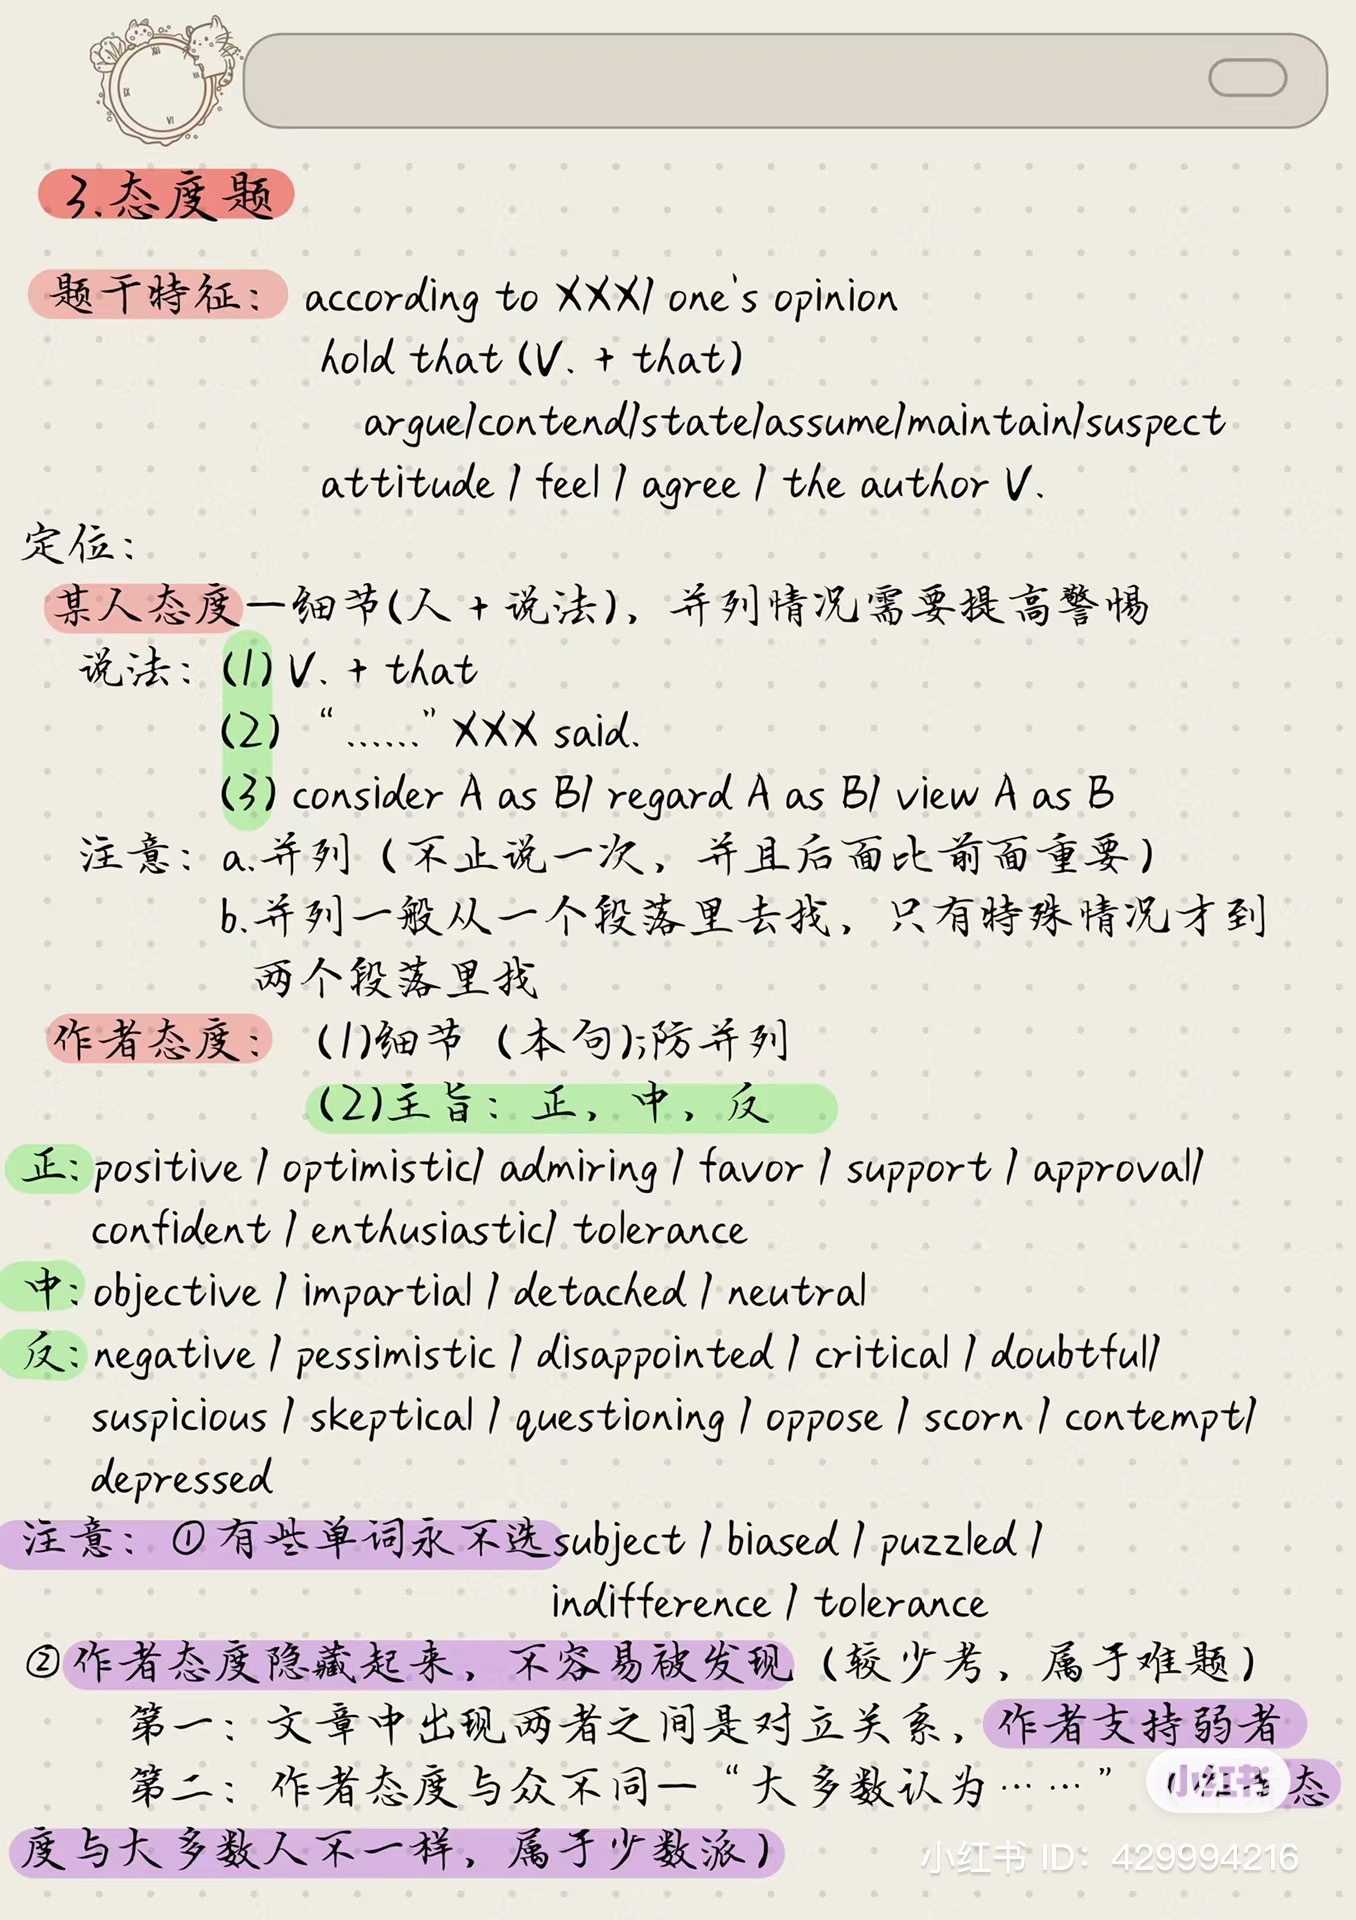 3.态度题
题干特征: according to XXX/ one's opinion
hold that (V. + that)
argue/contend/state/assume/maintain/suspect
attitude / feel / agree / the author V.
定位:
某人态度—细节(人 + 说法), 并列情况需要提高警惕
说法: (1) V. + that
(2) “……” XXX said.
(3) consider A as B/ regard A as B/ view A as B
注意: a.并列 (不止说一次, 并且后面比前面重要)
b.并列一般从一个段落里去找, 只有特殊情况才到
两个段落里找
作者态度: (1)细节 (本句);防并列
(2)主旨: 正, 中, 反
正: positive / optimistic/ admiring / favor / support / approval/
confident / enthusiastic/ tolerance
中: objective / impartial / detached / neutral
反: negative / pessimistic / disappointed / critical / doubtful/
suspicious / skeptical / questioning / oppose / scorn / contempt/
depressed
注意: ①有些单词永不选 subject / biased / puzzled /
indifference / tolerance
②作者态度隐藏起来, 不容易被发现 (较少考, 属于难题)
第一: 文章中出现两者之间是对立关系, 作者支持弱者
第二: 作者态度与众不同—“大多数认为……” (作者态
度与大多数人不一样, 属于少数派)
小红书
小红书 ID: 429994216